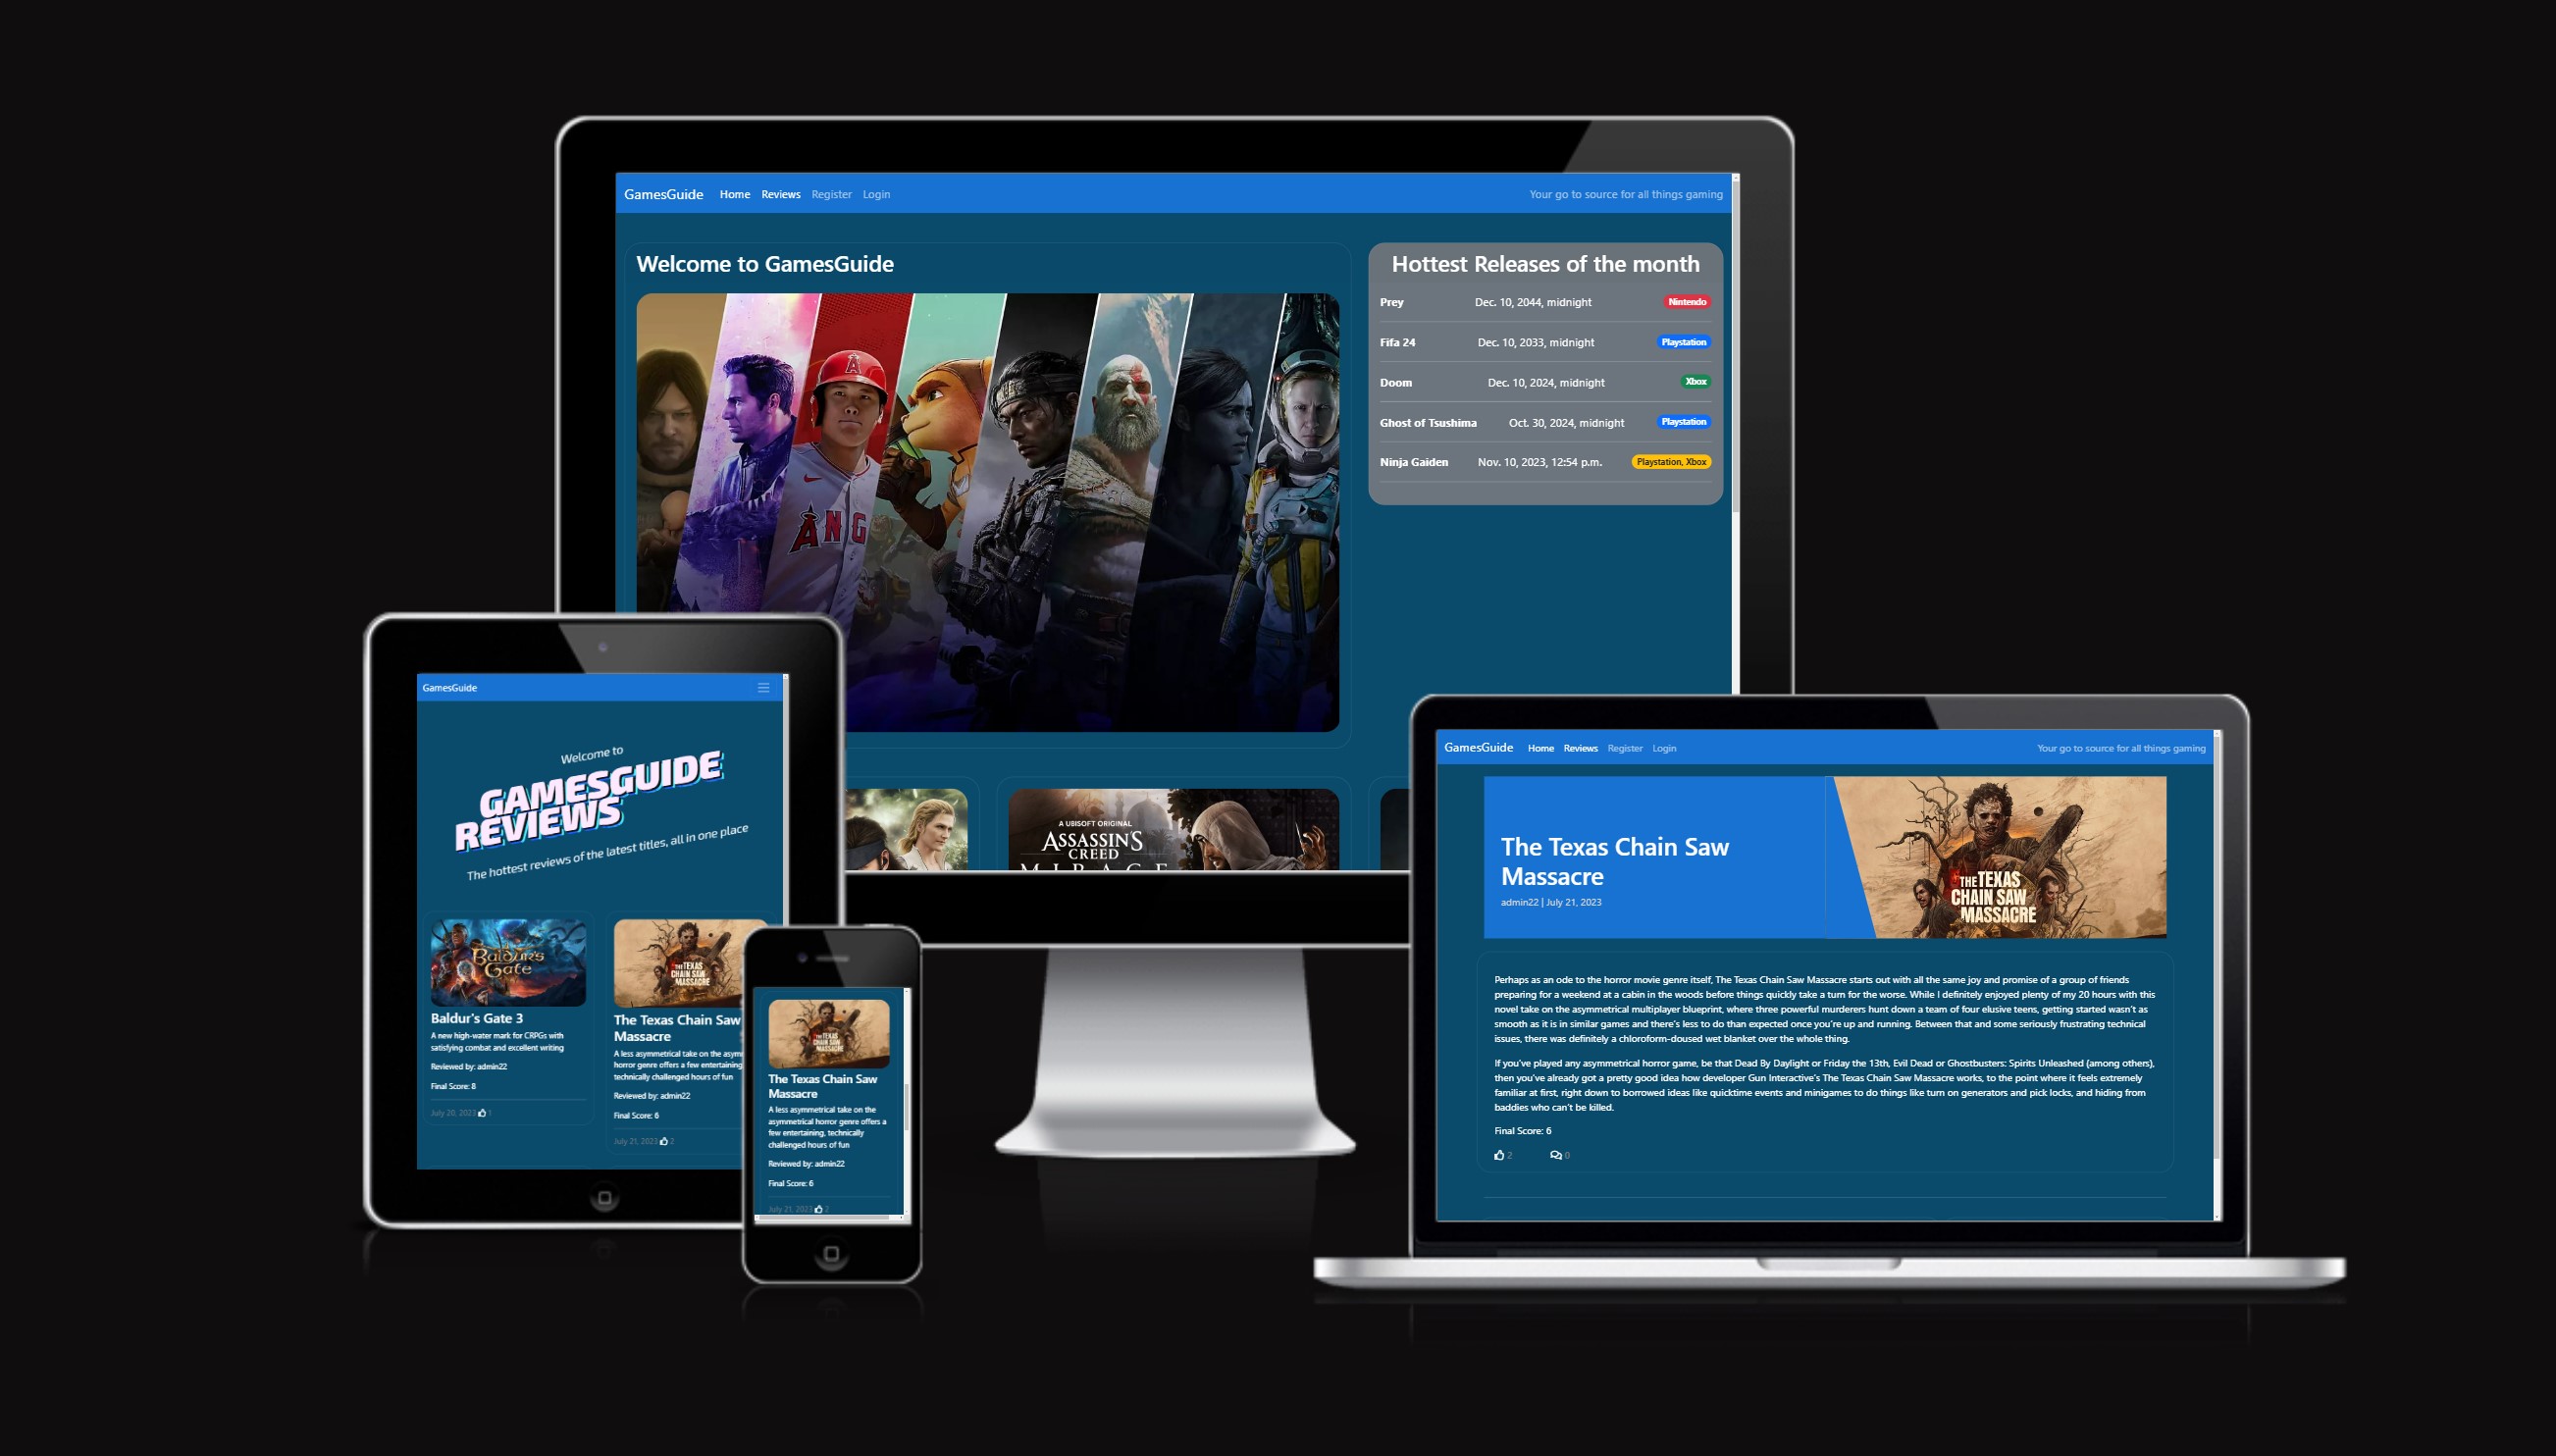 GamesGuide Home Reviews Register Login Your go to source for all things gaming
Welcome to GamesGuide
A
ANG
Hottest Releases of the month
Prey Dec. 10, 2044, midnight Nintendo
Fifa 24 Dec. 10, 2033, midnight Playstation
Doom Dec. 10, 2024, midnight Xbox
Ghost of Tsushima Oct. 30, 2024, midnight Playstation
Ninja Gaiden Nov. 10, 2023, 12:54 p.m. Playstation, Xbox
A UBISOFT ORIGINAL
ASSASSIN'S
CREED
MIRAGE
GamesGuide
Welcome to
GAMESGUIDE
REVIEWS
The hottest reviews of the latest titles, all in one place
BALDUR'S
GATE
Baldur's Gate 3
A new high-water mark for CRPGs with
satisfying combat and excellent writing
Reviewed by: admin22
Final Score: 8
July 20, 2023 1
THE TEXAS
CHAIN SAW
MASSACRE
The Texas Chain Saw
Massacre
A less asymmetrical take on the asym
horror genre offers a few entertaining
technically challenged hours of fun
Reviewed by: admin22
Final Score: 6
July 21, 2023 2
THE TEXAS
CHAIN SAW
MASSACRE
The Texas Chain Saw
Massacre
A less asymmetrical take on the
asymmetrical horror genre offers a
few entertaining, technically
challenged hours of fun
Reviewed by: admin22
Final Score: 6
July 21, 2023 2
GamesGuide Home Reviews Register Login Your go to source for all things gaming
The Texas Chain Saw
Massacre
admin22 | July 21, 2023
THE TEXAS
CHAIN SAW
MASSACRE
Perhaps as an ode to the horror movie genre itself, The Texas Chain Saw Massacre starts out with all the same joy and promise of a group of friends
preparing for a weekend at a cabin in the woods before things quickly take a turn for the worse. While I definitely enjoyed plenty of my 20 hours with this
novel take on the asymmetrical multiplayer blueprint, where three powerful murderers hunt down a team of four elusive teens, getting started wasn't as
smooth as it is in similar games and there's less to do than expected once you're up and running. Between that and some seriously frustrating technical
issues, there was definitely a chloroform-doused wet blanket over the whole thing.
If you've played any asymmetrical horror game, be that Dead By Daylight or Friday the 13th, Evil Dead or Ghostbusters: Spirits Unleashed (among others),
then you've already got a pretty good idea how developer Gun Interactive's The Texas Chain Saw Massacre works, to the point where it feels extremely
familiar at first, right down to borrowed ideas like quicktime events and minigames to do things like turn on generators and pick locks, and hiding from
baddies who can't be killed.
Final Score: 6
2 0